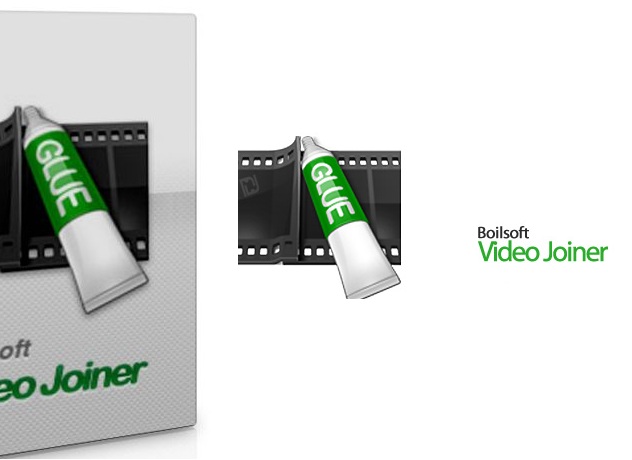 GLUE
oft
eo Joiner
GLUE
Boilsoft
Video Joiner